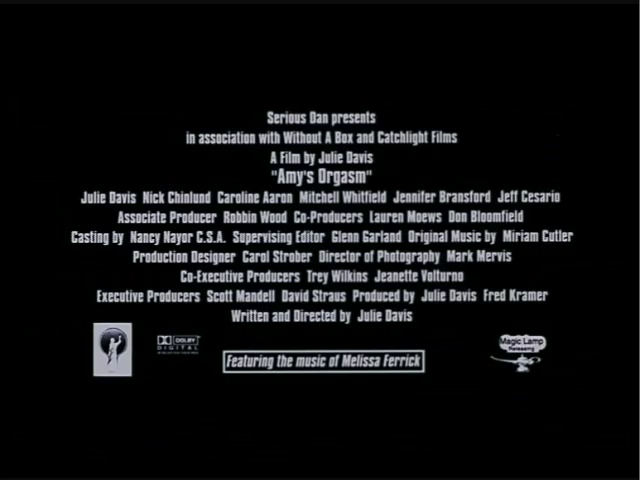 Serious Dan presents
in association with Without A Box and Catchlight Films
A Film by Julie Davis
"Amy's Orgasm"
Julie Davis Nick Chinlund Caroline Aaron Mitchell Whitfield Jennifer Bransford Jeff Cesario
Associate Producer Robbin Wood Co-Producers Lauren Moews Don Bloomfield
Casting by Nancy Nayor C.S.A. Supervising Editor Glenn Garland Original Music by Miriam Cutler
Production Designer Carol Strober Director of Photography Mark Mervis
Co-Executive Producers Trey Wilkins Jeanette Volturno
Executive Producers Scott Mandell David Straus Produced by Julie Davis Fred Kramer
Written and Directed by Julie Davis
DOLBY
DIGITAL
Featuring the music of Melissa Ferrick
Magic Lamp
Releasing